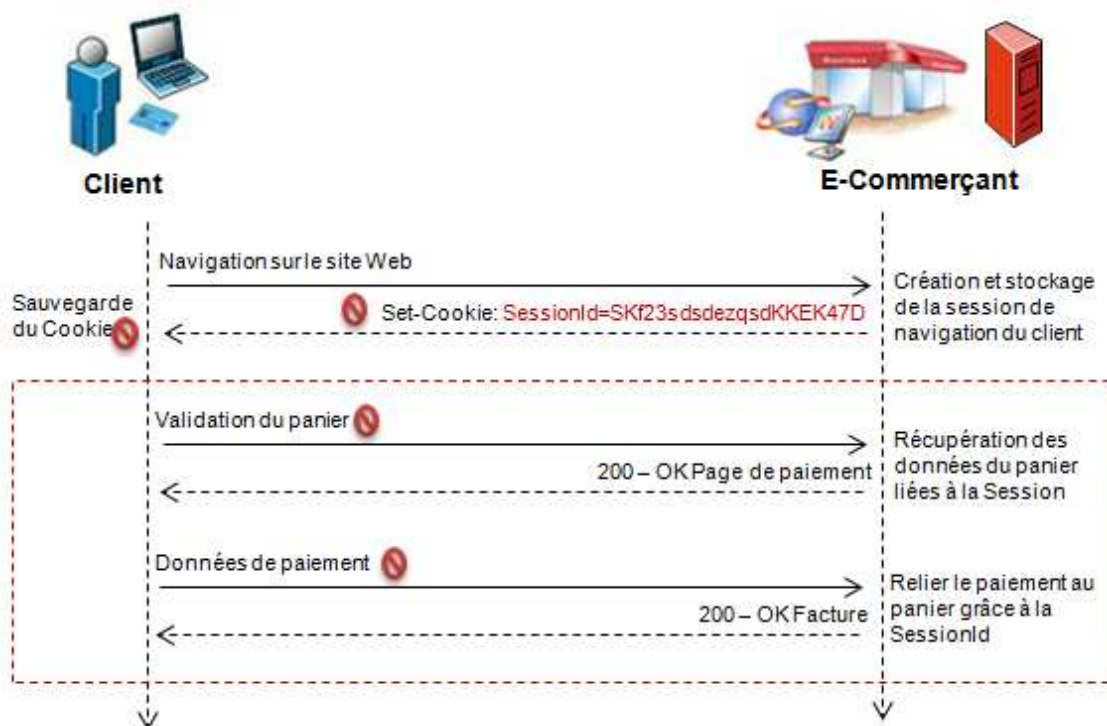 Client
E-Commerçant
Navigation sur le site Web
Sauvegarde
du Cookie
Set-Cookie: SessionId=SKf23sdsdezqsdKKEK47D
Création et stockage
de la session de
navigation du client
Validation du panier
200 – OK Page de paiement
Récupération des
données du panier
liées à la Session
Données de paiement
200 – OK Facture
Relier le paiement au
panier grâce à la
SessionId